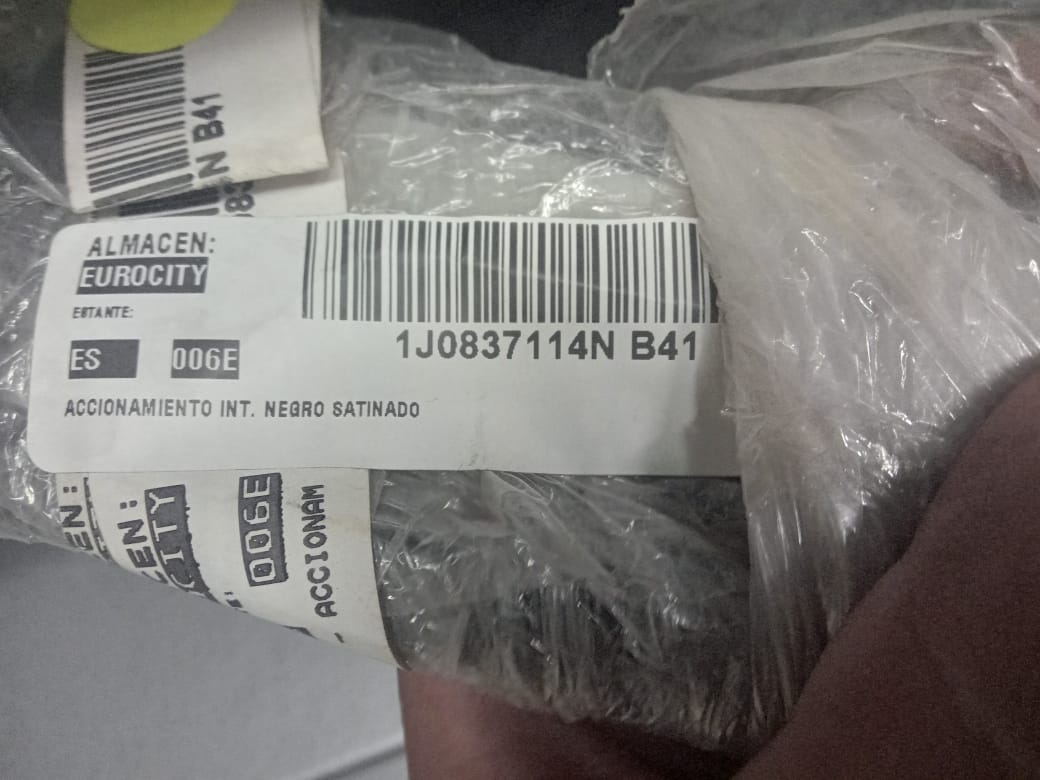 N B41
ALMACEN:
EUROCITY
ESTANTE:
ES 006E
1J0837114N B41
ACCIONAMIENTO INT. NEGRO SATINADO
006E
ACCIONAM